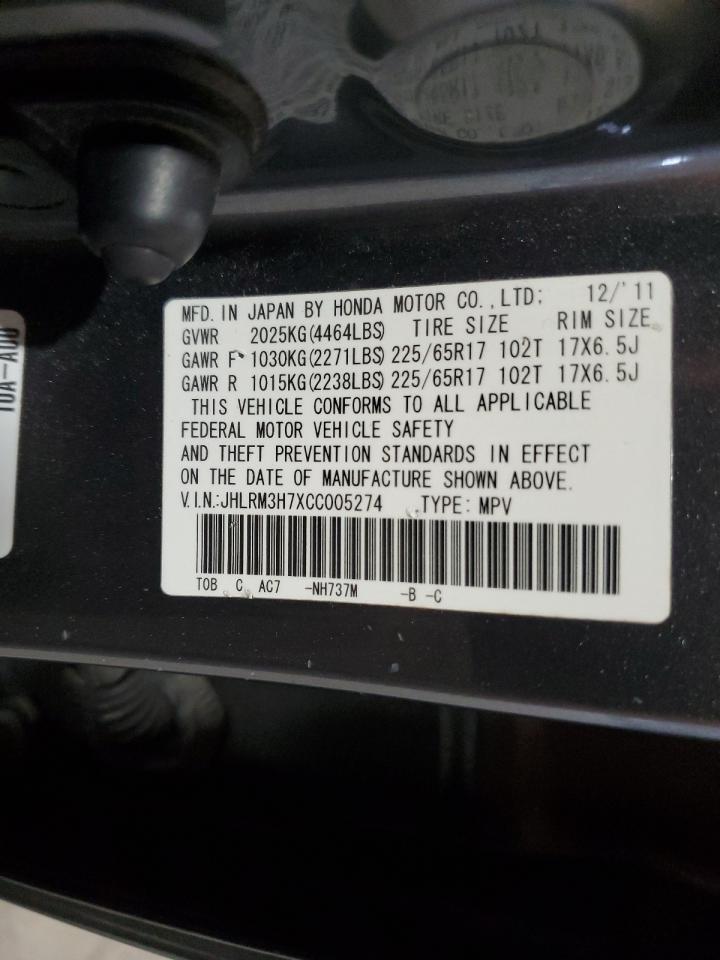 MFD. IN JAPAN BY HONDA MOTOR CO., LTD: 12/'11
GVWR 2025KG(4464LBS) TIRE SIZE RIM SIZE
GAWR F 1030KG(2271LBS) 225/65R17 102T 17X6.5J
GAWR R 1015KG(2238LBS) 225/65R17 102T 17X6.5J
THIS VEHICLE CONFORMS TO ALL APPLICABLE
FEDERAL MOTOR VEHICLE SAFETY
AND THEFT PREVENTION STANDARDS IN EFFECT
ON THE DATE OF MANUFACTURE SHOWN ABOVE.
V.I.N.:JHLRM3H7XCC005274 TYPE: MPV
TOB C AC7 -NH737M -B -C